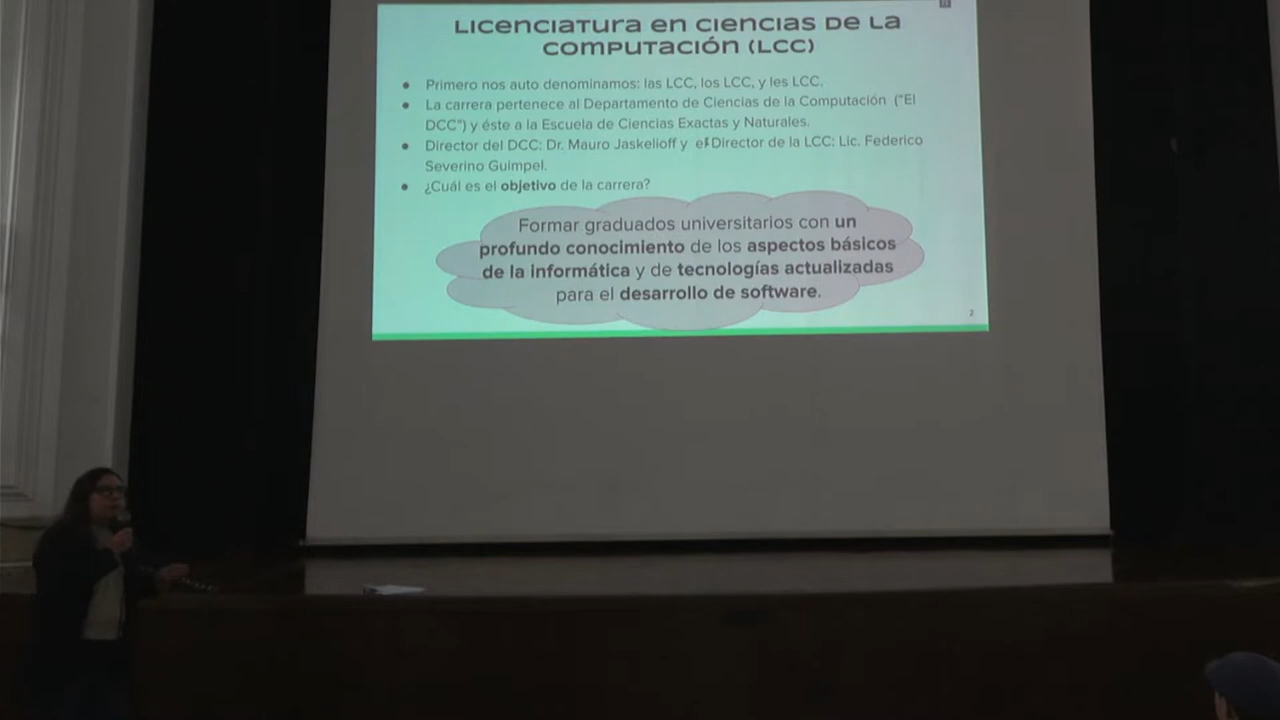 Licenciatura en Ciencias de la
Computación (LCC)
● Primero nos auto denominamos: las LCC, los LCC, y les LCC.
● La carrera pertenece al Departamento de Ciencias de la Computación ("El
DCC") y éste a la Escuela de Ciencias Exactas y Naturales.
● Director del DCC: Dr. Mauro Jaskelioff y el Director de la LCC: Lic. Federico
Severino Guimpel.
● ¿Cuál es el objetivo de la carrera?
Formar graduados universitarios con un
profundo conocimiento de los aspectos básicos
de la informática y de tecnologías actualizadas
para el desarrollo de software.
2